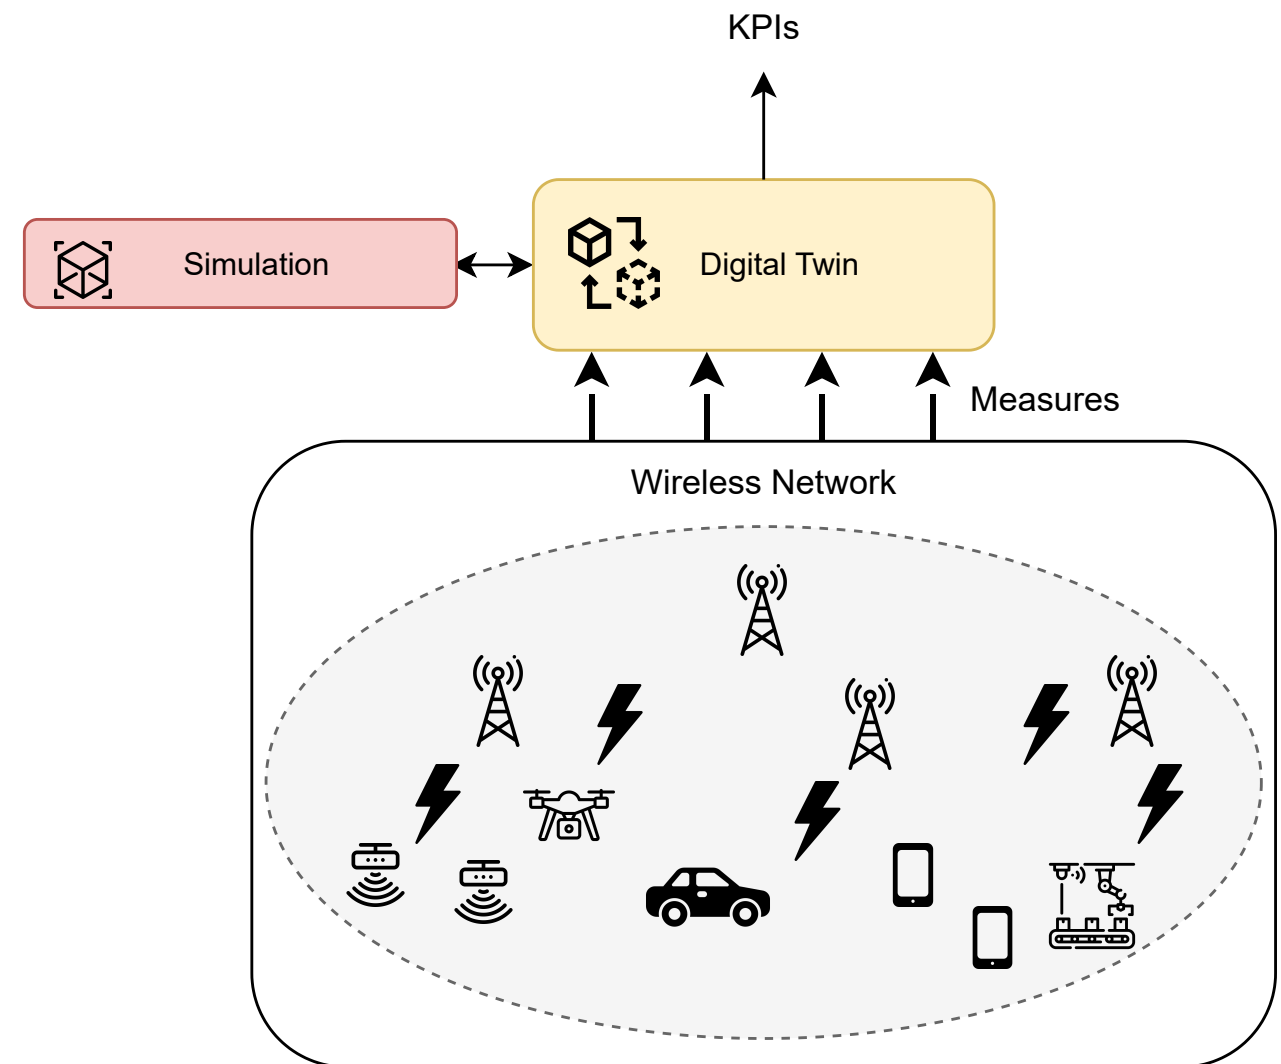 KPIs
Simulation
Digital Twin
Measures
Wireless Network